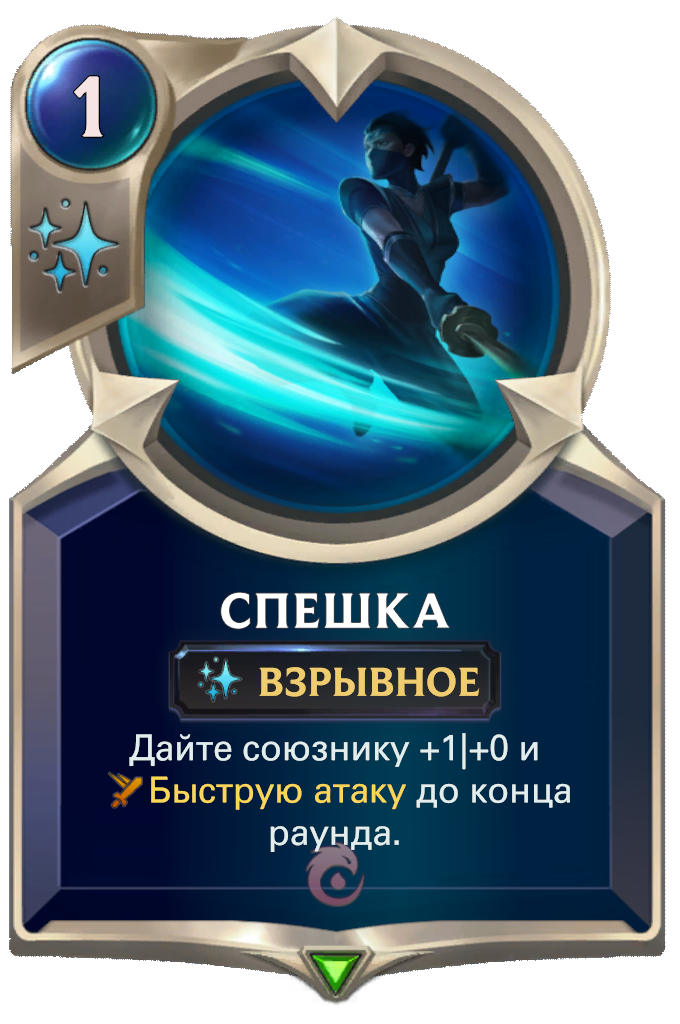 1
СПЕШКА
ВЗРЫВНОЕ
Дайте союзнику +1|+0 и
Быструю атаку до конца
раунда.